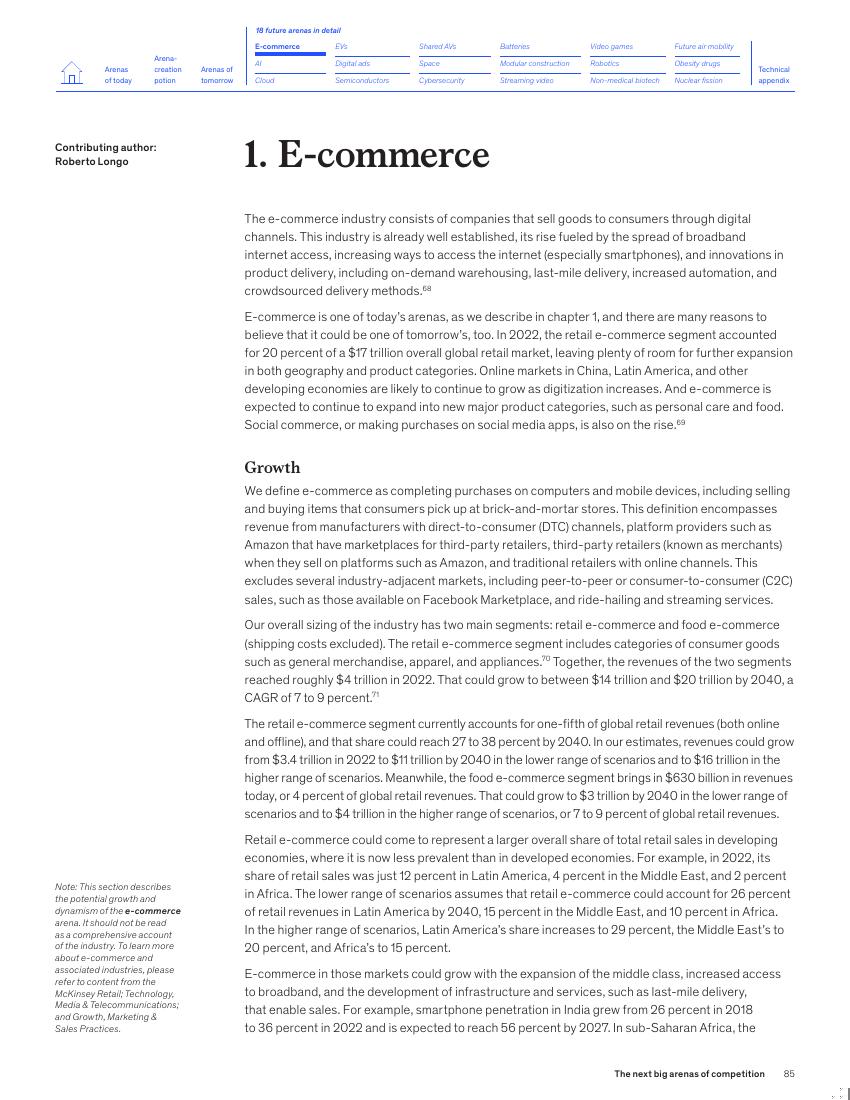 18 future arenas in detail
Arenas
of today
Arena-
creation
potion
Arenas of
tomorrow
E-commerce
EVs
Shared AVs
Batteries
Video games
Future air mobility
AI
Digital ads
Space
Modular construction
Robotics
Obesity drugs
Cloud
Semiconductors
Cybersecurity
Streaming video
Non-medical biotech
Nuclear fission
Technical
appendix
Contributing author:
Roberto Longo
1. E-commerce
The e-commerce industry consists of companies that sell goods to consumers through digital
channels. This industry is already well established, its rise fueled by the spread of broadband
internet access, increasing ways to access the internet (especially smartphones), and innovations in
product delivery, including on-demand warehousing, last-mile delivery, increased automation, and
crowdsourced delivery methods.68
E-commerce is one of today's arenas, as we describe in chapter 1, and there are many reasons to
believe that it could be one of tomorrow's, too. In 2022, the retail e-commerce segment accounted
for 20 percent of a $17 trillion overall global retail market, leaving plenty of room for further expansion
in both geography and product categories. Online markets in China, Latin America, and other
developing economies are likely to continue to grow as digitization increases. And e-commerce is
expected to continue to expand into new major product categories, such as personal care and food.
Social commerce, or making purchases on social media apps, is also on the rise.69
Growth
We define e-commerce as completing purchases on computers and mobile devices, including selling
and buying items that consumers pick up at brick-and-mortar stores. This definition encompasses
revenue from manufacturers with direct-to-consumer (DTC) channels, platform providers such as
Amazon that have marketplaces for third-party retailers, third-party retailers (known as merchants)
when they sell on platforms such as Amazon, and traditional retailers with online channels. This
excludes several industry-adjacent markets, including peer-to-peer or consumer-to-consumer (C2C)
sales, such as those available on Facebook Marketplace, and ride-hailing and streaming services.
Our overall sizing of the industry has two main segments: retail e-commerce and food e-commerce
(shipping costs excluded). The retail e-commerce segment includes categories of consumer goods
such as general merchandise, apparel, and appliances.70 Together, the revenues of the two segments
reached roughly $4 trillion in 2022. That could grow to between $14 trillion and $20 trillion by 2040, a
CAGR of 7 to 9 percent.71
The retail e-commerce segment currently accounts for one-fifth of global retail revenues (both online
and offline), and that share could reach 27 to 38 percent by 2040. In our estimates, revenues could grow
from $3.4 trillion in 2022 to $11 trillion by 2040 in the lower range of scenarios and to $16 trillion in the
higher range of scenarios. Meanwhile, the food e-commerce segment brings in $630 billion in revenues
today, or 4 percent of global retail revenues. That could grow to $3 trillion by 2040 in the lower range of
scenarios and to $4 trillion in the higher range of scenarios, or 7 to 9 percent of global retail revenues.
Retail e-commerce could come to represent a larger overall share of total retail sales in developing
economies, where it is now less prevalent than in developed economies. For example, in 2022, its
share of retail sales was just 12 percent in Latin America, 4 percent in the Middle East, and 2 percent
in Africa. The lower range of scenarios assumes that retail e-commerce could account for 26 percent
of retail revenues in Latin America by 2040, 15 percent in the Middle East, and 10 percent in Africa.
In the higher range of scenarios, Latin America's share increases to 29 percent, the Middle East's to
20 percent, and Africa's to 15 percent.
E-commerce in those markets could grow with the expansion of the middle class, increased access
to broadband, and the development of infrastructure and services, such as last-mile delivery,
that enable sales. For example, smartphone penetration in India grew from 26 percent in 2018
to 36 percent in 2022 and is expected to reach 56 percent by 2027. In sub-Saharan Africa, the
Note: This section describes
the potential growth and
dynamism of the e-commerce
arena. It should not be read
as a comprehensive account
of the industry. To learn more
about e-commerce and
associated industries, please
refer to content from the
McKinsey Retail; Technology,
Media & Telecommunications;
and Growth, Marketing &
Sales Practices.
The next big arenas of competition 85